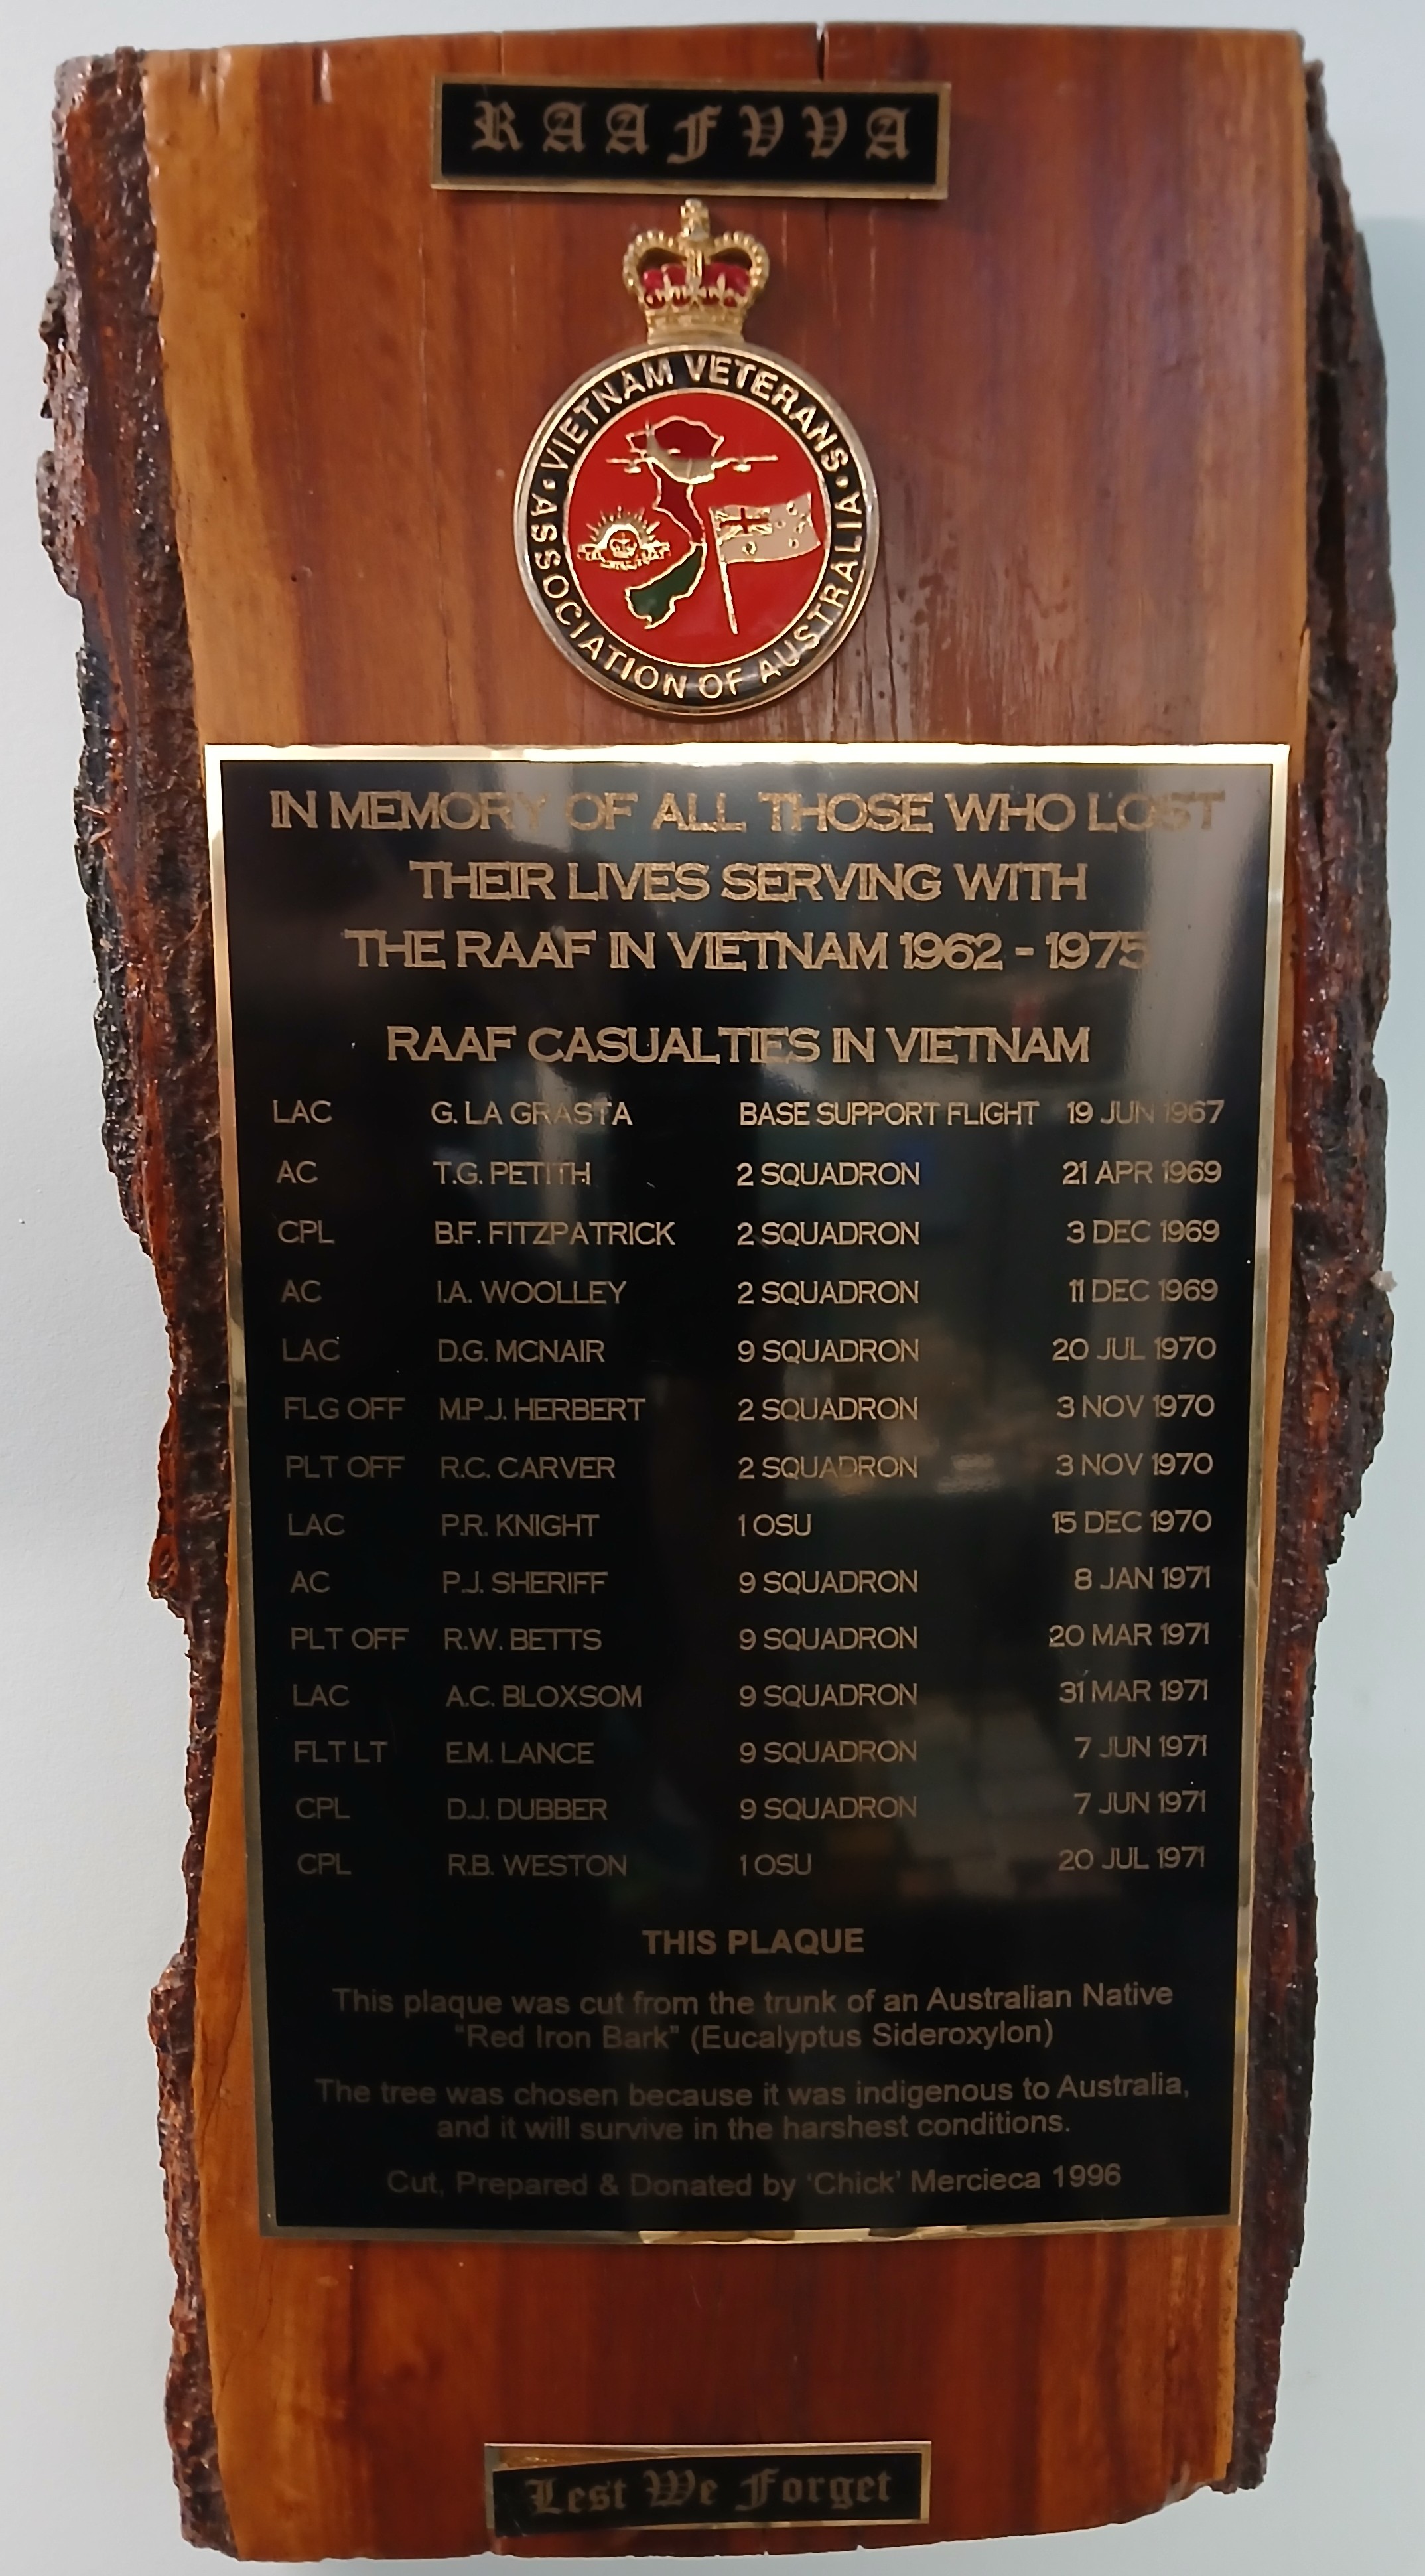 RAAFVVA
VIETNAM VETERANS
ASSOCIATION OF AUSTRALIA
IN MEMORY OF ALL THOSE WHO LOST
THEIR LIVES SERVING WITH
THE RAAF IN VIETNAM 1962 - 1975
RAAF CASUALTIES IN VIETNAM
LAC G. LA GRASTA BASE SUPPORT FLIGHT 19 JUN 1967
AC T.G. PETITH 2 SQUADRON 21 APR 1969
CPL B.F. FITZPATRICK 2 SQUADRON 3 DEC 1969
AC I.A. WOOLLEY 2 SQUADRON 11 DEC 1969
LAC D.G. MCNAIR 9 SQUADRON 20 JUL 1970
FLG OFF M.P.J. HERBERT 2 SQUADRON 3 NOV 1970
PLT OFF R.C. CARVER 2 SQUADRON 3 NOV 1970
LAC P.R. KNIGHT 1 OSU 15 DEC 1970
AC P.J. SHERIFF 9 SQUADRON 8 JAN 1971
PLT OFF R.W. BETTS 9 SQUADRON 20 MAR 1971
LAC A.C. BLOXSOM 9 SQUADRON 31 MAR 1971
FLT LT E.M. LANCE 9 SQUADRON 7 JUN 1971
CPL D.J. DUBBER 9 SQUADRON 7 JUN 1971
CPL R.B. WESTON 1 OSU 20 JUL 1971
THIS PLAQUE
This plaque was cut from the trunk of an Australian Native
“Red Iron Bark” (Eucalyptus Sideroxylon)
The tree was chosen because it was indigenous to Australia,
and it will survive in the harshest conditions.
Cut, Prepared & Donated by ‘Chick’ Mercieca 1996
Lest We Forget